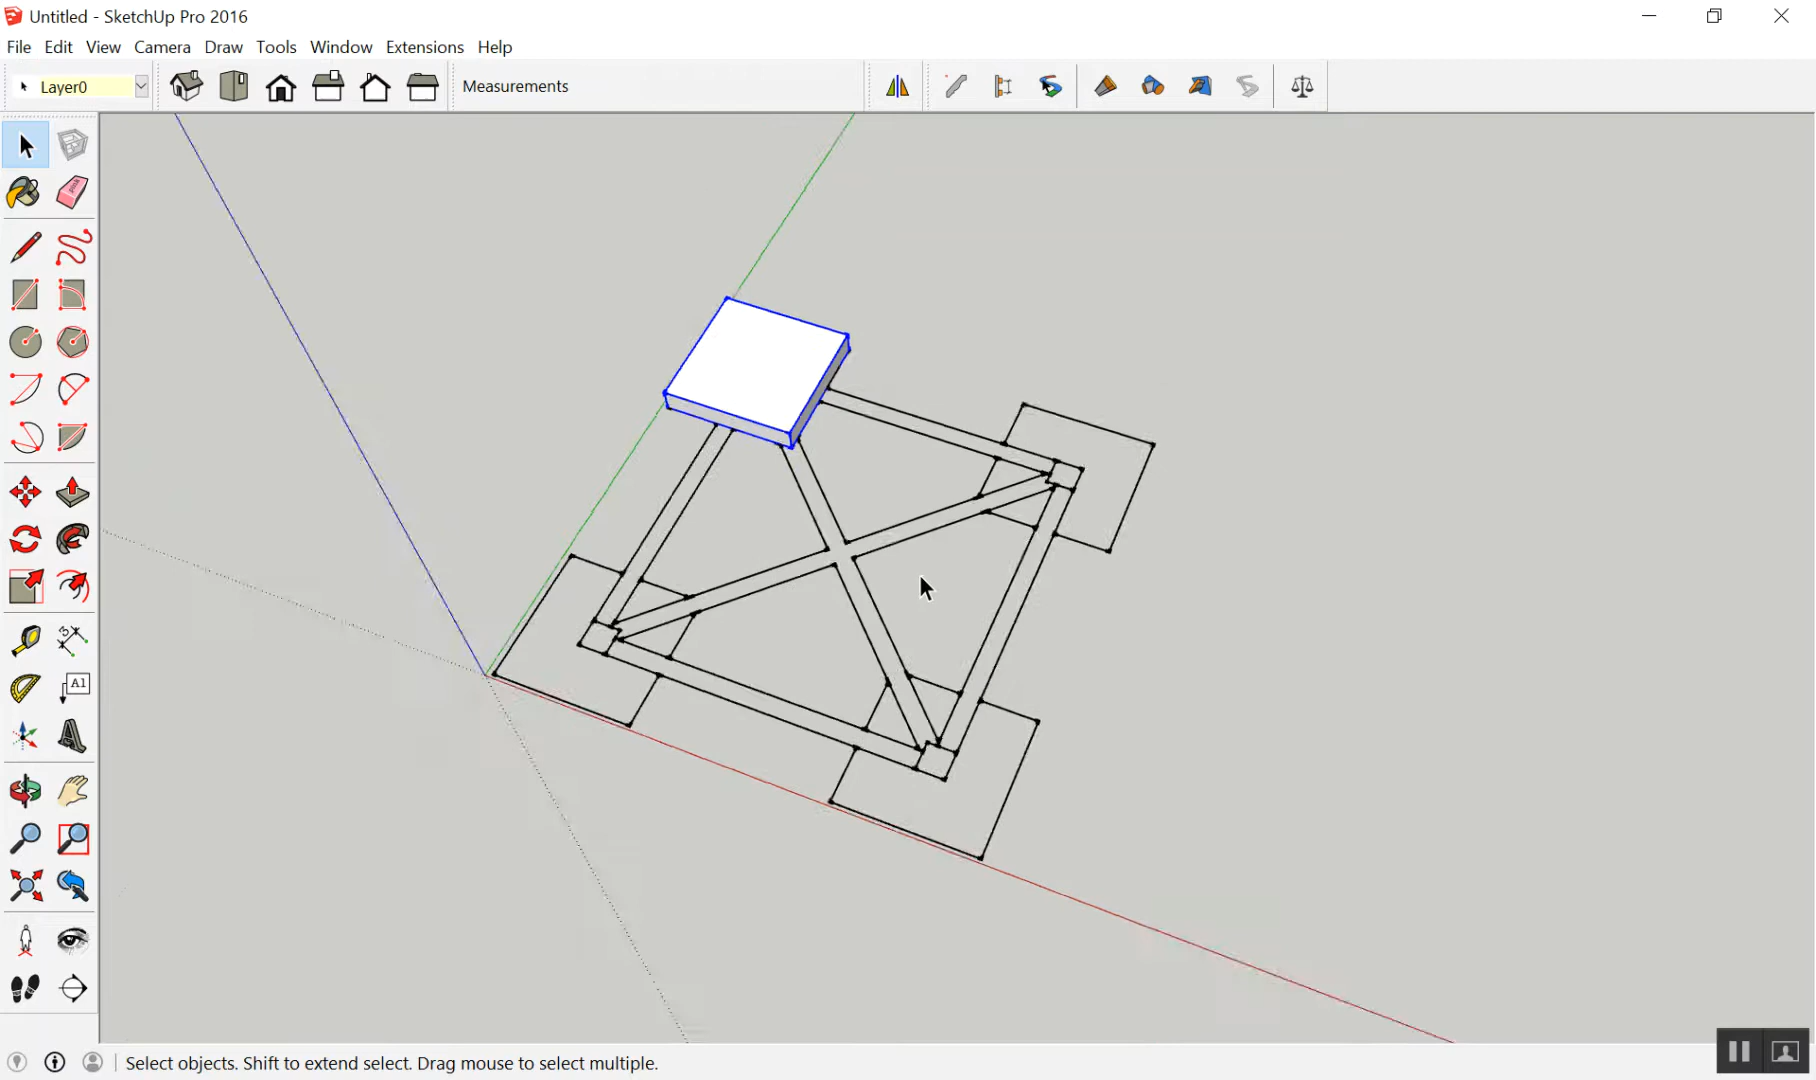 Untitled - SketchUp Pro 2016
File Edit View Camera Draw Tools Window Extensions Help
Layer0
Measurements
A1
Select objects. Shift to extend select. Drag mouse to select multiple.